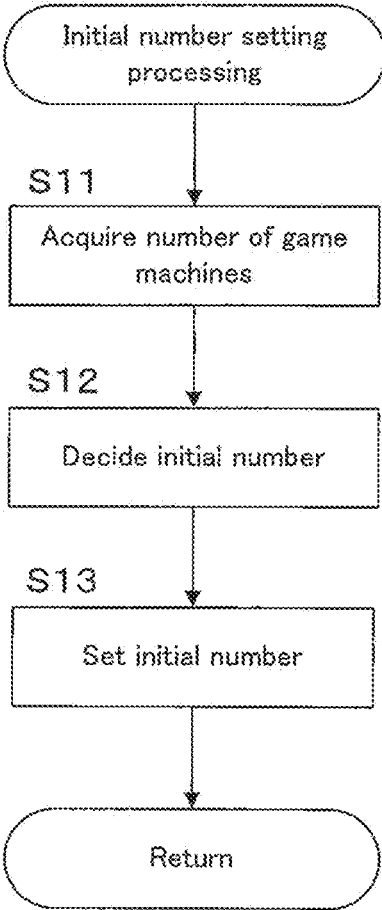 Initial number setting
processing
S11
Acquire number of game
machines
S12
Decide initial number
S13
Set initial number
Return